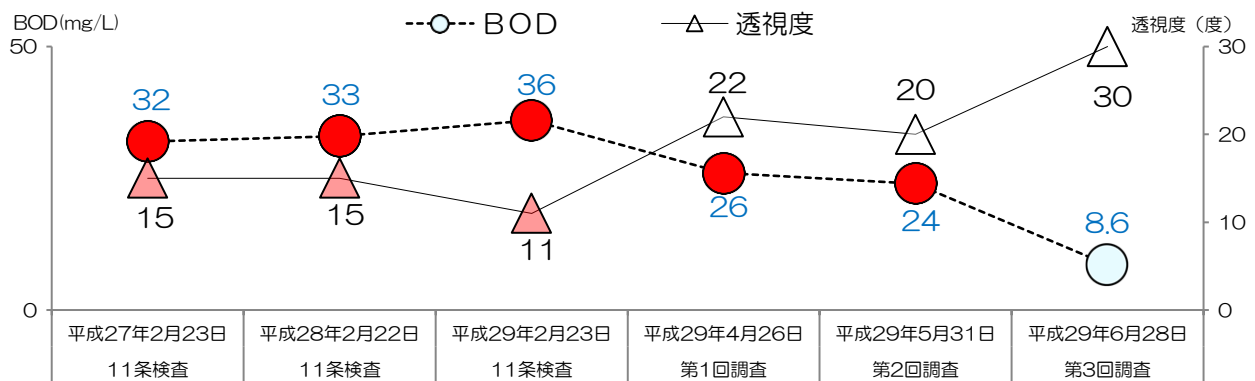 BOD(mg/L)
BOD
透視度
透視度（度）
50
30
32
33
36
22
20
30
20
15
15
11
26
24
8.6
10
0
0
平成27年2月23日
平成28年2月22日
平成29年2月23日
平成29年4月26日
平成29年5月31日
平成29年6月28日
11条検査
11条検査
11条検査
第1回調査
第2回調査
第3回調査